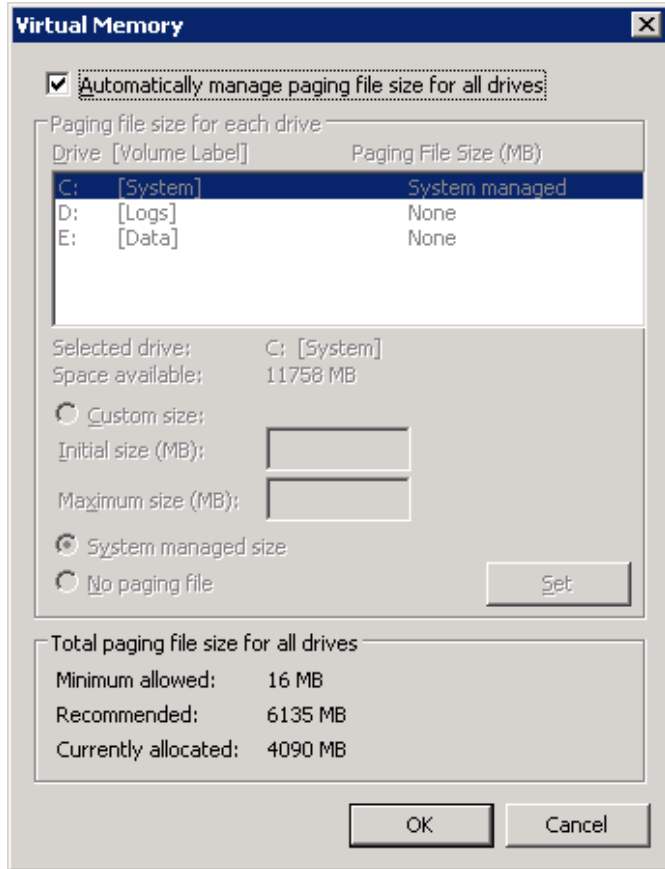 Virtual Memory
Automatically manage paging file size for all drives
Paging file size for each drive
Drive [Volume Label] Paging File Size (MB)
C: [System] System managed
D: [Logs] None
E: [Data] None
Selected drive: C: [System]
Space available: 11758 MB
Custom size:
Initial size (MB):
Maximum size (MB):
System managed size
No paging file Set
Total paging file size for all drives
Minimum allowed: 16 MB
Recommended: 6135 MB
Currently allocated: 4090 MB
OK Cancel